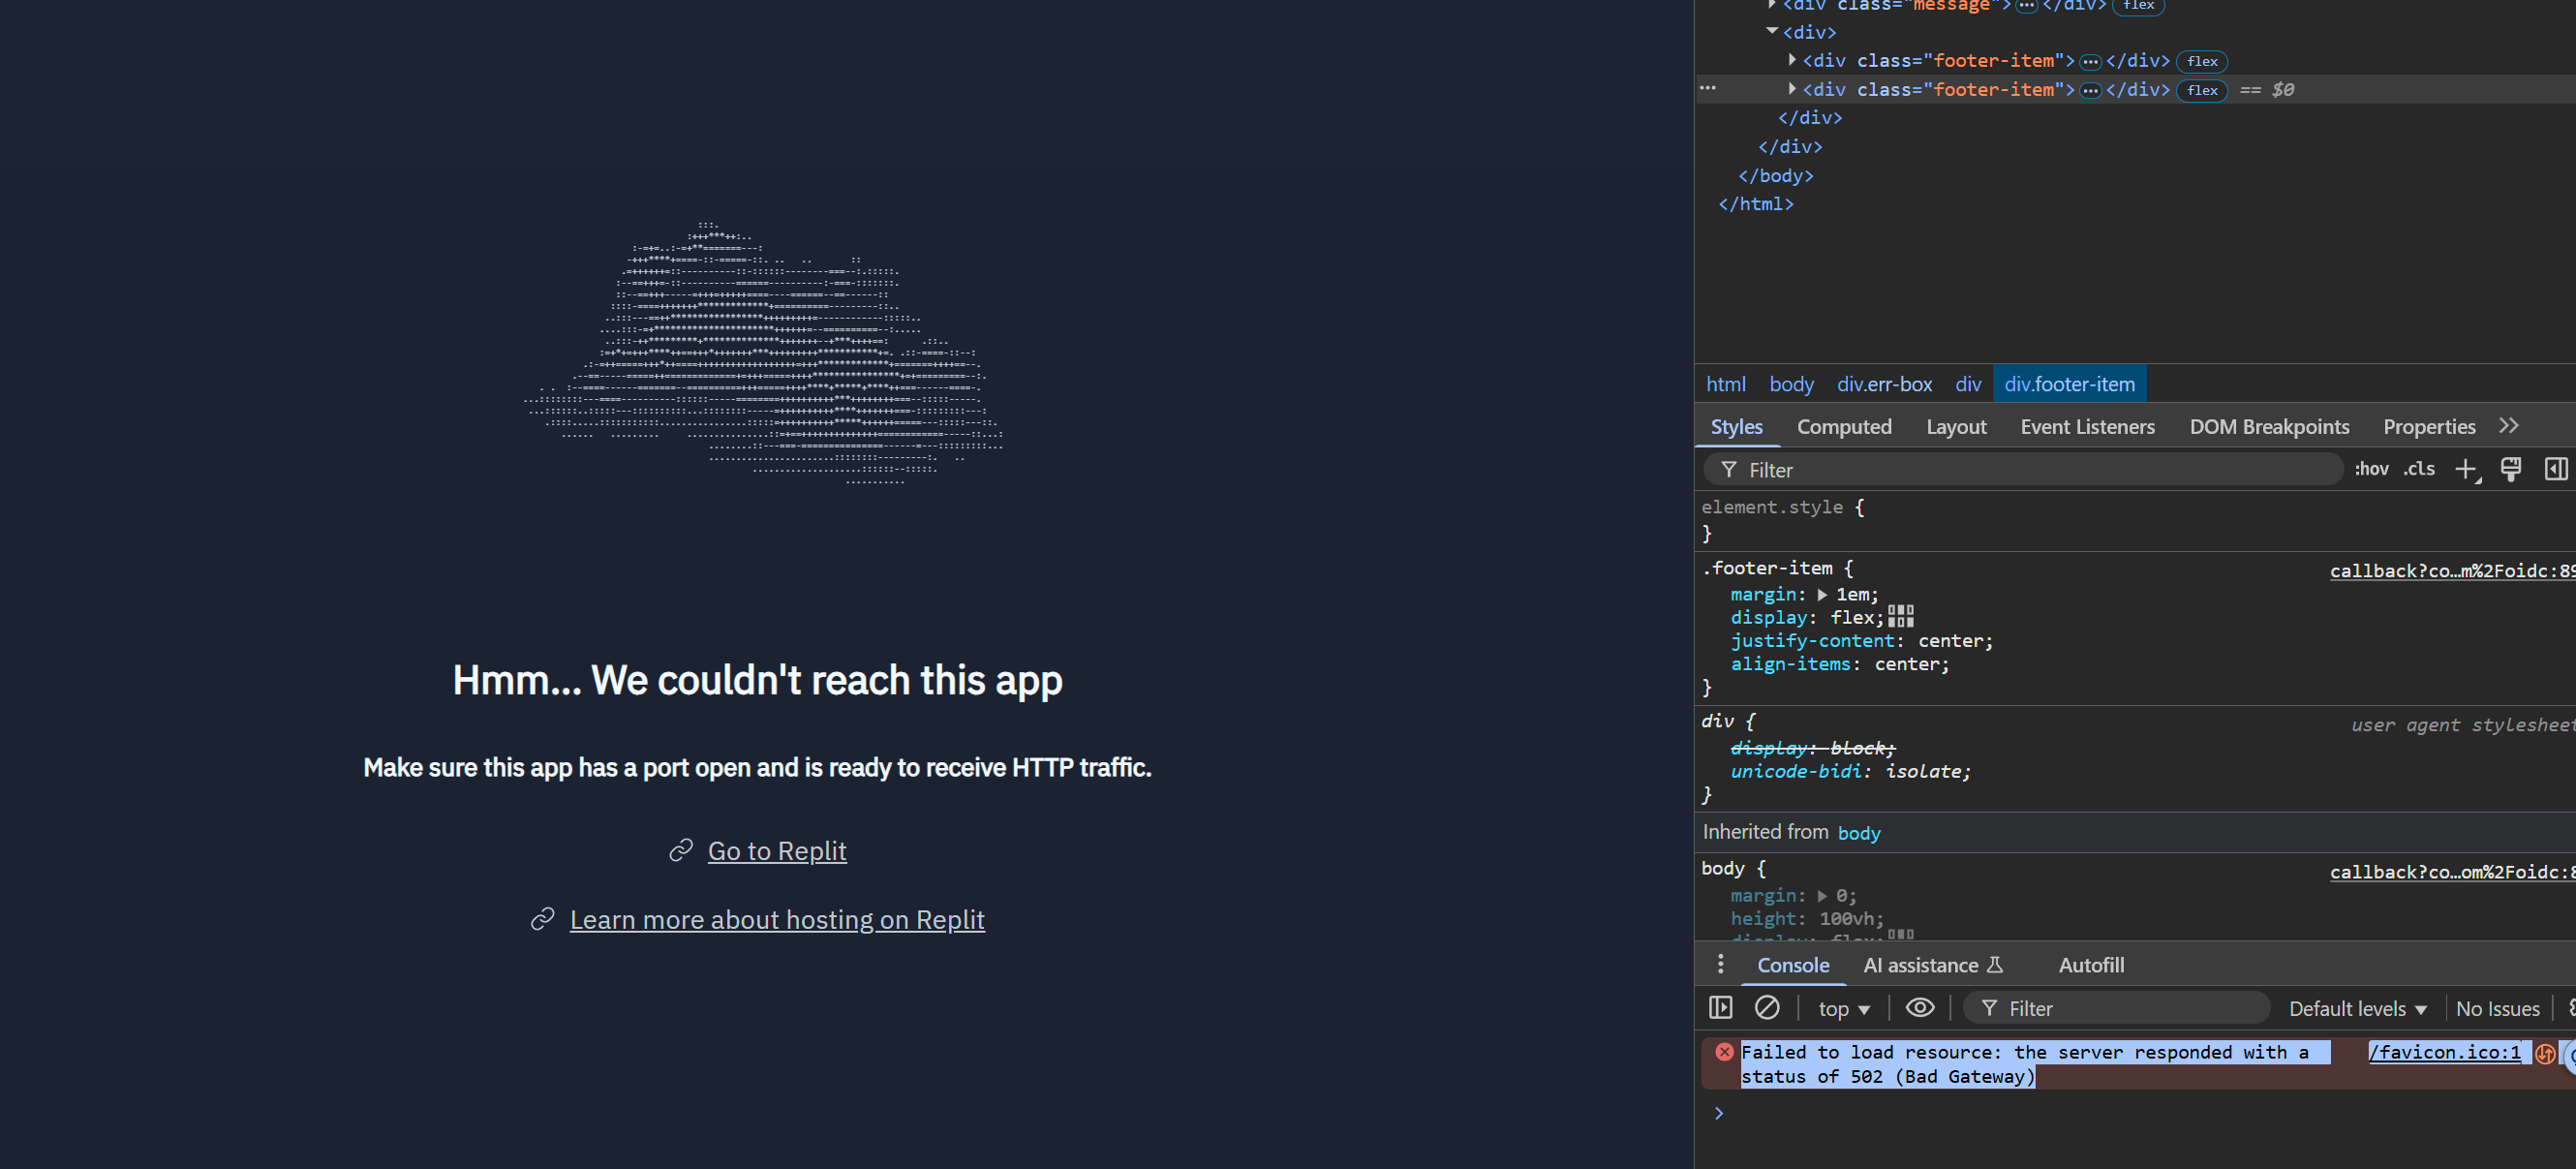 Hmm... We couldn't reach this app
Make sure this app has a port open and is ready to receive HTTP traffic.
Go to Replit
Learn more about hosting on Replit
<div class="message"> … </div> flex
<div>
<div class="footer-item"> … </div> flex
… <div class="footer-item"> … </div> flex == $0
</div>
</div>
</body>
</html>
html body div.err-box div div.footer-item
Styles Computed Layout Event Listeners DOM Breakpoints Properties
Filter :hov .cls
element.style {
}
.footer-item { callback?co…m%2Foidc:89
margin: 1em;
display: flex;
justify-content: center;
align-items: center;
}
div { user agent stylesheet
display: block;
unicode-bidi: isolate;
}
Inherited from body
body { callback?co…om%2Foidc:8
margin: 0;
height: 100vh;
display: flex;
Console AI assistance Autofill
top Filter Default levels No Issues
Failed to load resource: the server responded with a /favicon.ico:1
status of 502 (Bad Gateway)